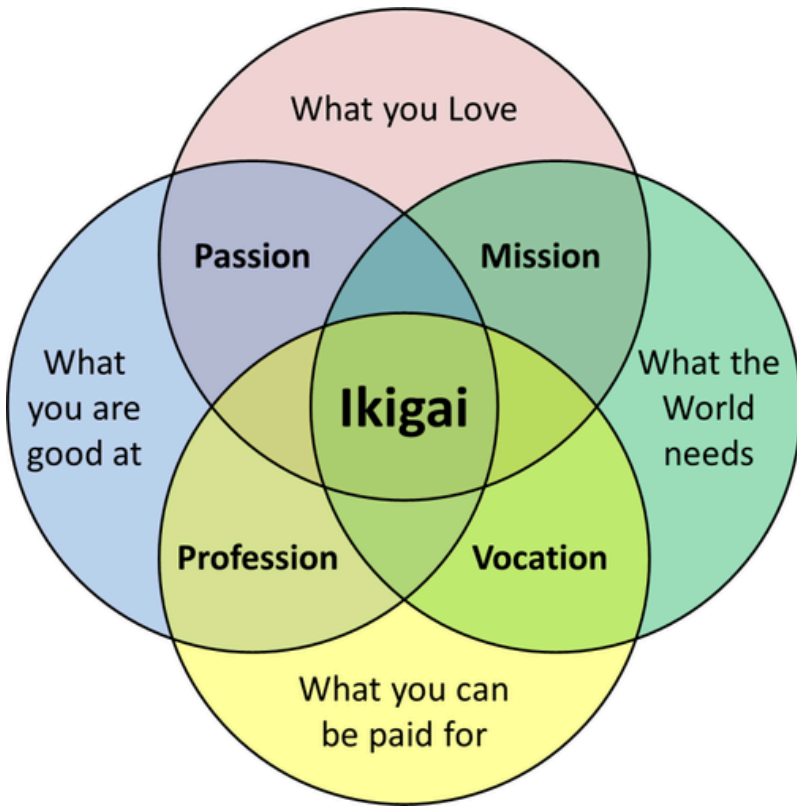 What you Love
Passion
Mission
What
you are
good at
Ikigai
What the
World
needs
Profession
Vocation
What you can
be paid for